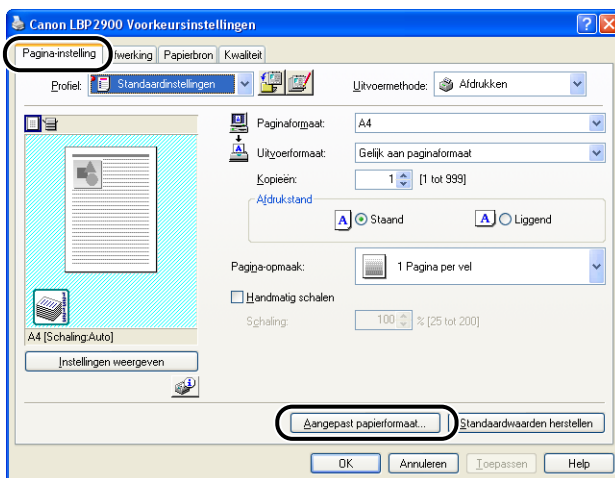 Canon LBP2900 Voorkeursinstellingen
Pagina-instelling fwerking Papierbron Kwaliteit
Profiel: Standaardinstellingen Uitvoermethode: Afdrukken
Paginaformaat: A4
Uitvoerformaat: Gelijk aan paginaformaat
Kopieën: 1 [1 tot 999]
Afdrukstand
A Staand A Liggend
Pagina-opmaak: 1 Pagina per vel
Handmatig schalen
Schaling: 100 % [25 tot 200]
A4 [Schaling:Auto]
Instellingen weergeven
Aangepast papierformaat... Standaardwaarden herstellen
OK Annuleren Toepassen Help